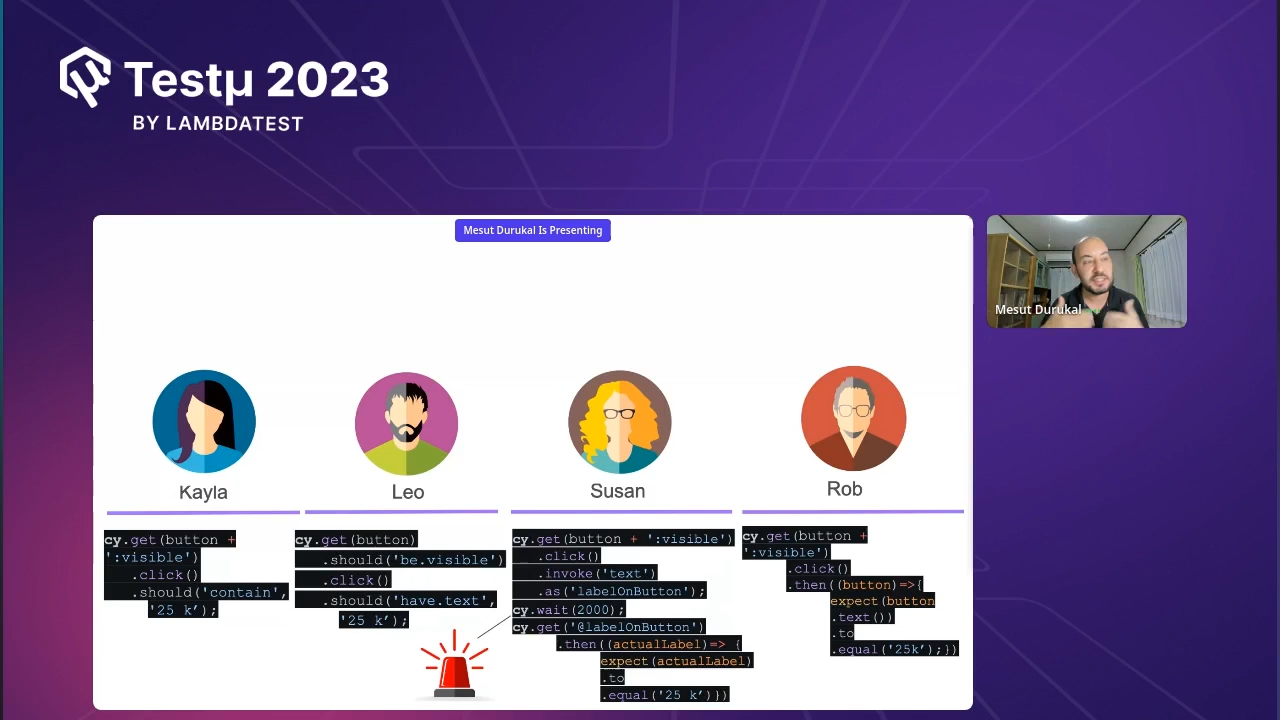 Testμ 2023
BY LAMBDATEST
Mesut Durukal Is Presenting
Mesut Durukal
Kayla
cy.get(button +
':visible')
.click()
.should('contain',
'25 k');
Leo
cy.get(button)
.should('be.visible')
.click()
.should('have.text',
'25 k’);
Susan
cy.get(button + ':visible')
.click()
.invoke('text')
.as('labelOnButton');
cy.wait(2000);
cy.get('@labelOnButton')
.then((actualLabel)=> {
expect(actualLabel)
.to
.equal('25 k’)})
Rob
cy.get(button +
':visible')
.click()
.then((button)=>{
expect(button
.text())
.to
.equal('25k’);})